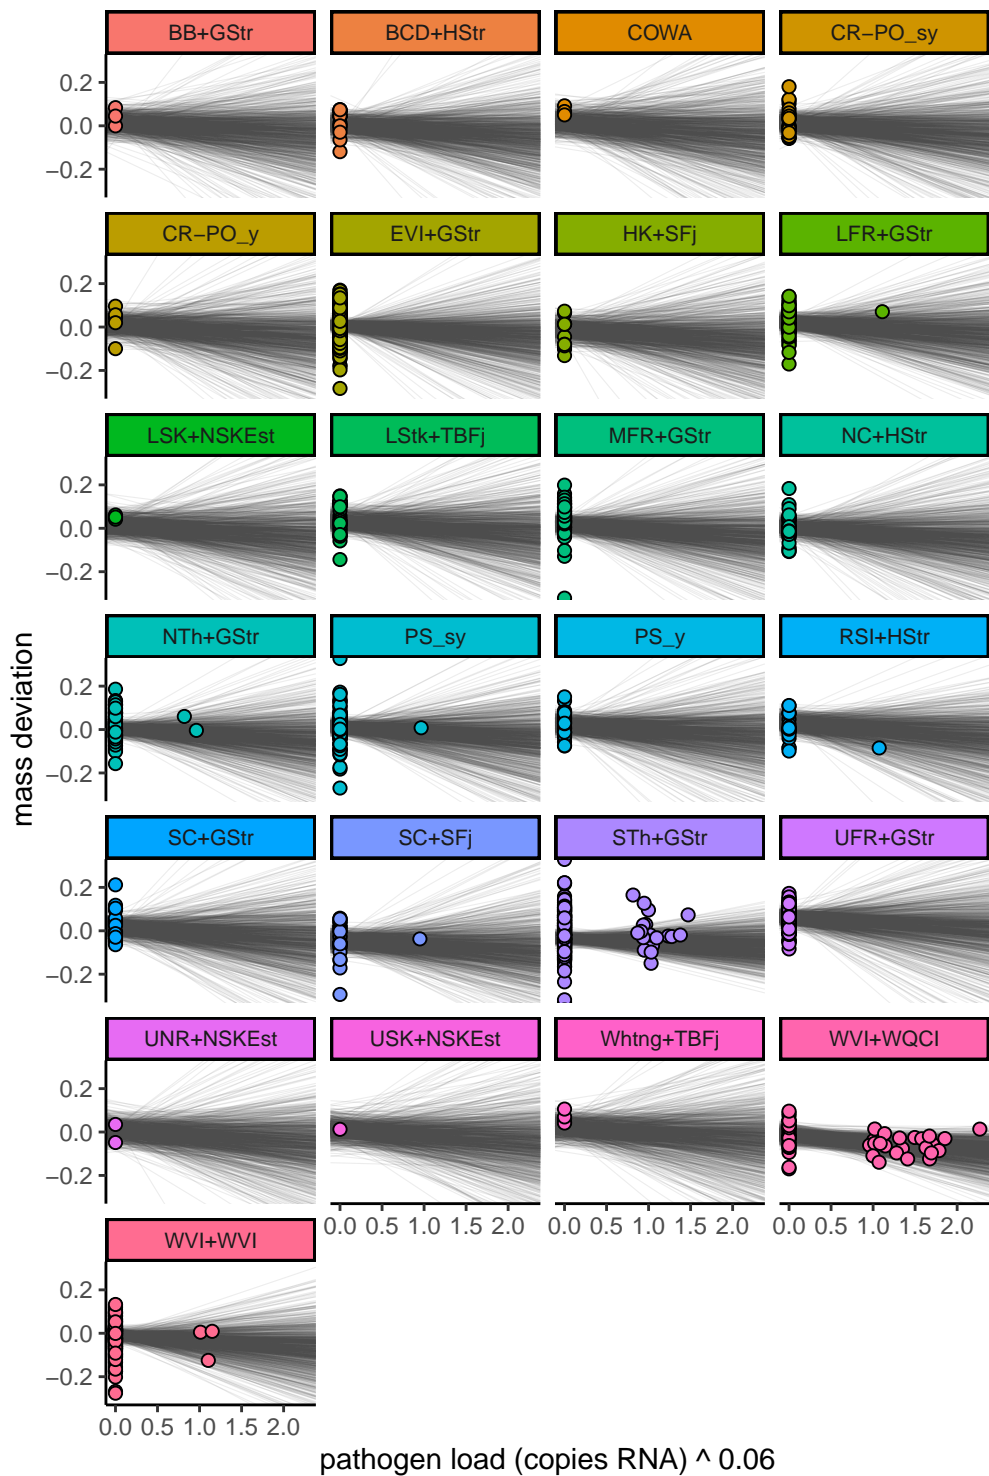 BB+GStr BCD+HStr COWA CR−PO_sy
0.2
0.0
−0.2
CR−PO_y EVI+GStr HK+SFj LFR+GStr
0.2
0.0
−0.2
LSK+NSKEst LStk+TBFj MFR+GStr NC+HStr
0.2
0.0
−0.2
NTh+GStr PS_sy PS_y RSI+HStr
0.2
0.0
−0.2
mass deviation
SC+GStr SC+SFj STh+GStr UFR+GStr
0.2
0.0
−0.2
UNR+NSKEst USK+NSKEst Whtng+TBFj WVI+WQCI
0.2
0.0
−0.2
0.0 0.5 1.0 1.5 2.0 0.0 0.5 1.0 1.5 2.0 0.0 0.5 1.0 1.5 2.0
WVI+WVI
0.2
0.0
−0.2
0.0 0.5 1.0 1.5 2.0
pathogen load (copies RNA) ^ 0.06